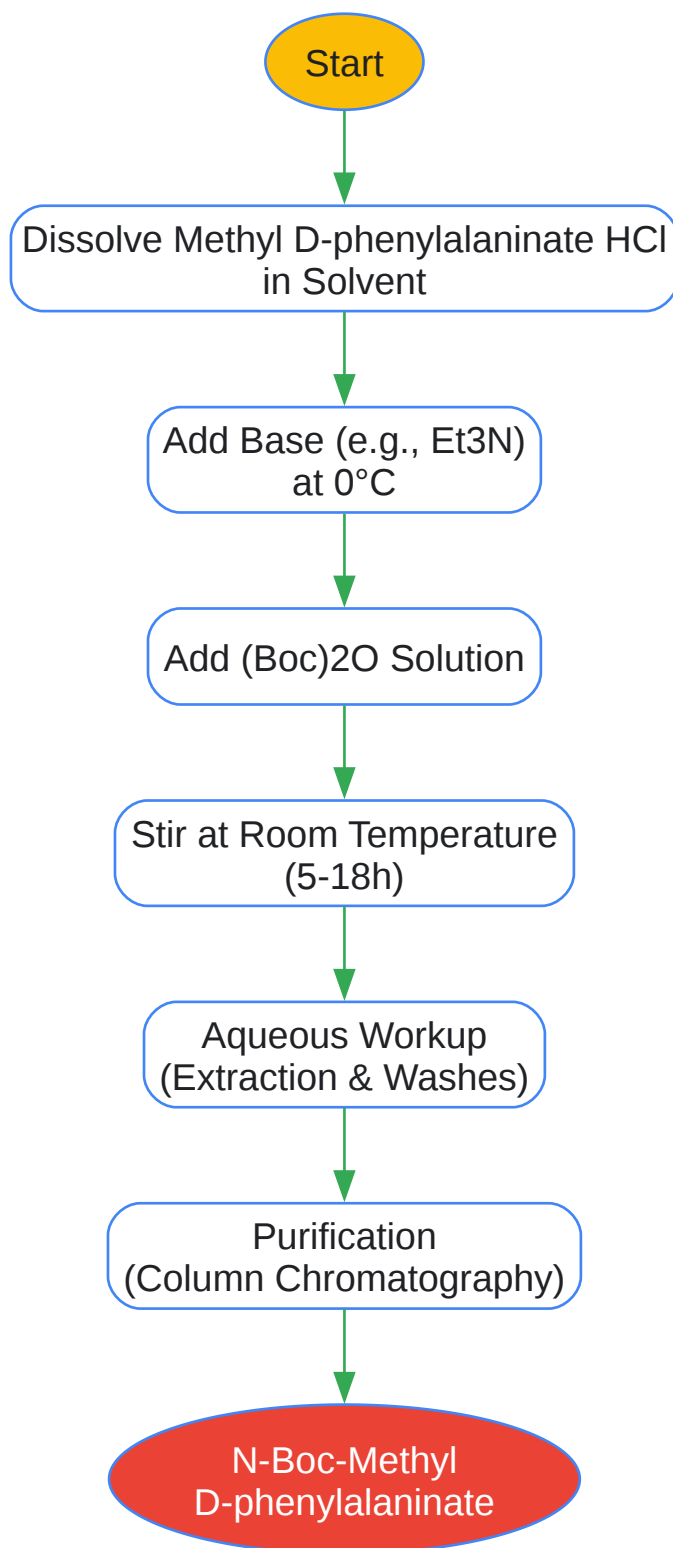 Start
Dissolve Methyl D-phenylalaninate HCl
in Solvent
Add Base (e.g., Et3N)
at 0°C
Add (Boc)2O Solution
Stir at Room Temperature
(5-18h)
Aqueous Workup
(Extraction & Washes)
Purification
(Column Chromatography)
N-Boc-Methyl
D-phenylalaninate